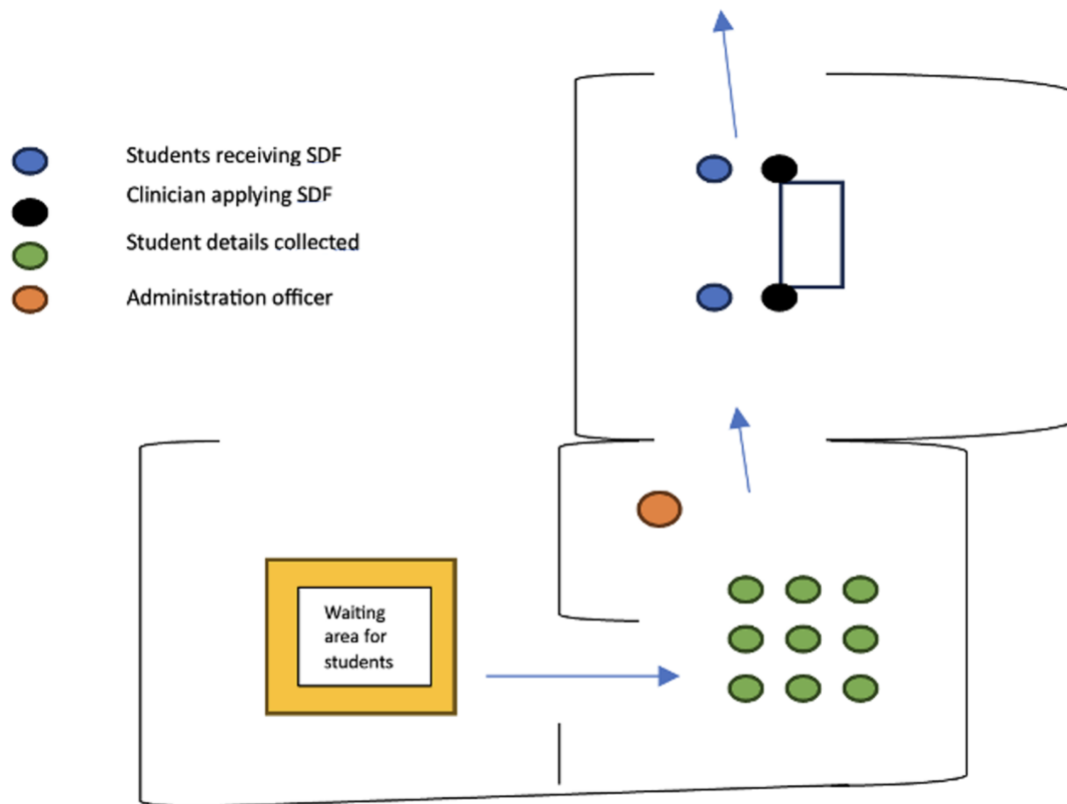 Students receiving SDF
Clinician applying SDF
Student details collected
Administration officer
Waiting
area for
students